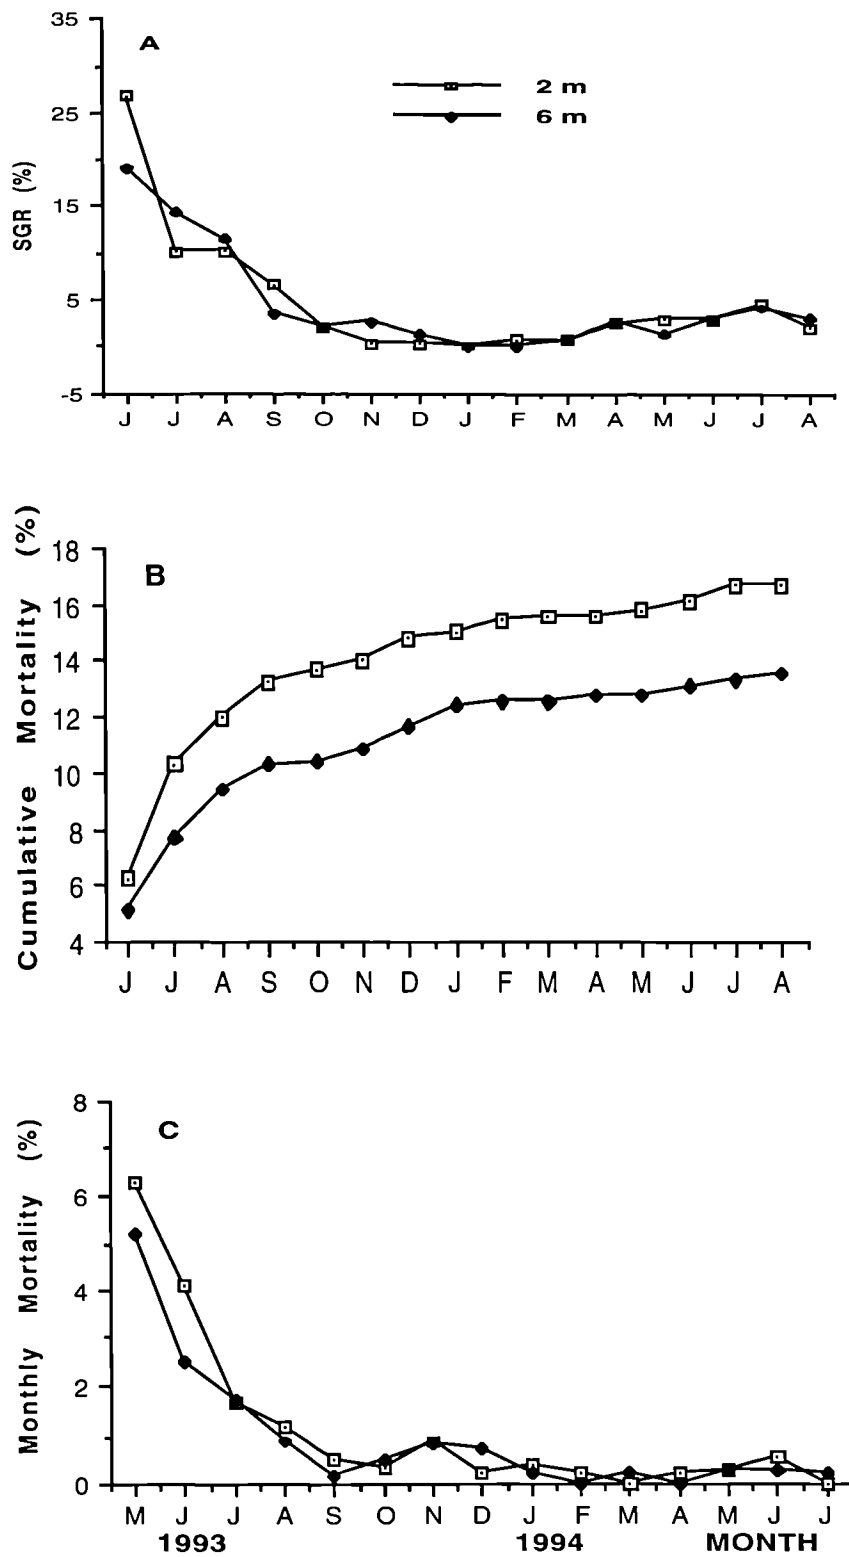 35
A
2 m
6 m
25
SGR (%)
15
5
-5
J J A S O N D J F M A M J J A
Cumulative Mortality (%)
18
B
16
14
12
10
8
6
4
J J A S O N D J F M A M J J A
Monthly Mortality (%)
8
C
6
4
2
0
M J J A S O N D J F M A M J J
1993 1994 MONTH